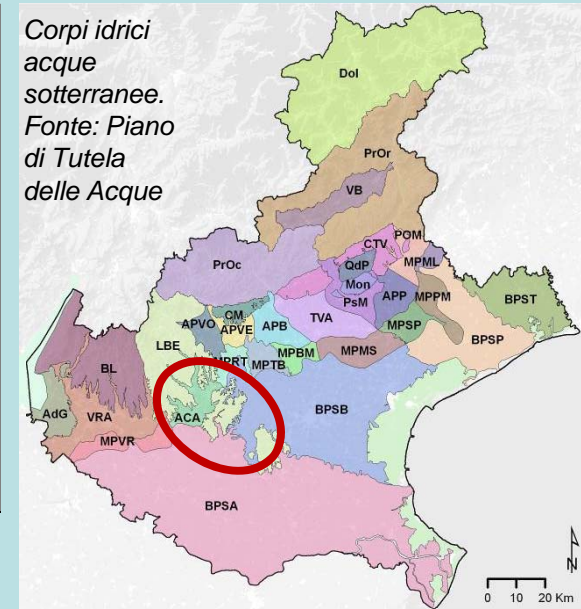 Corpi idrici
acque
sotterranee.
Fonte: Piano
di Tutela
delle Acque
Dol
PrOr
VB
POM
CTV
MPML
QdP
PrOc
Mon
BPST
CM
PsM
APP
MPPM
APVO
APVE
APB
TVA
MPSP
BPSP
LBE
MPRT
MPTB
MPBM
MPMS
BL
AdG
VRA
ACA
BPSB
MPVR
BPSA
N
0 10 20 Km